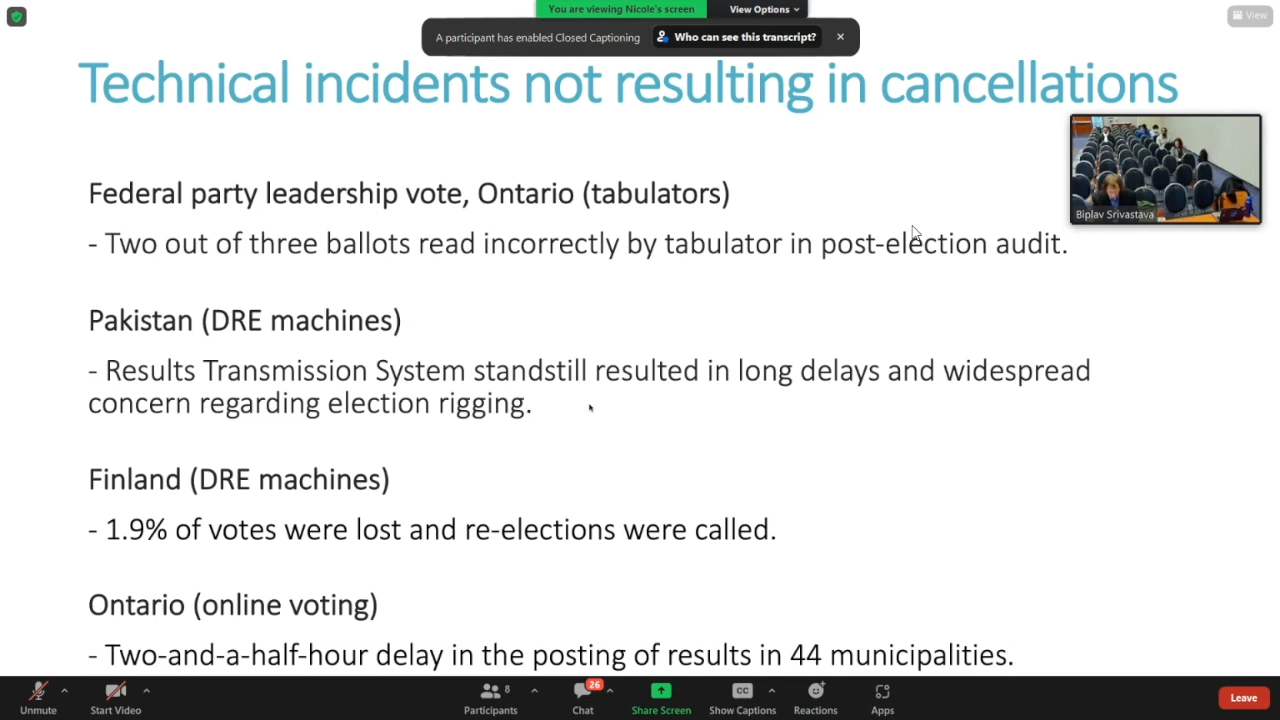 You are viewing Nicole's screen
View Options
View
A participant has enabled Closed Captioning
Who can see this transcript?
Technical incidents not resulting in cancellations
Biplav Srivastava
Federal party leadership vote, Ontario (tabulators)
- Two out of three ballots read incorrectly by tabulator in post-election audit.
Pakistan (DRE machines)
- Results Transmission System standstill resulted in long delays and widespread
concern regarding election rigging.
Finland (DRE machines)
- 1.9% of votes were lost and re-elections were called.
Ontario (online voting)
- Two-and-a-half-hour delay in the posting of results in 44 municipalities.
Unmute
Start Video
Participants
8
Chat
26
Share Screen
CC
Show Captions
Reactions
Apps
Leave